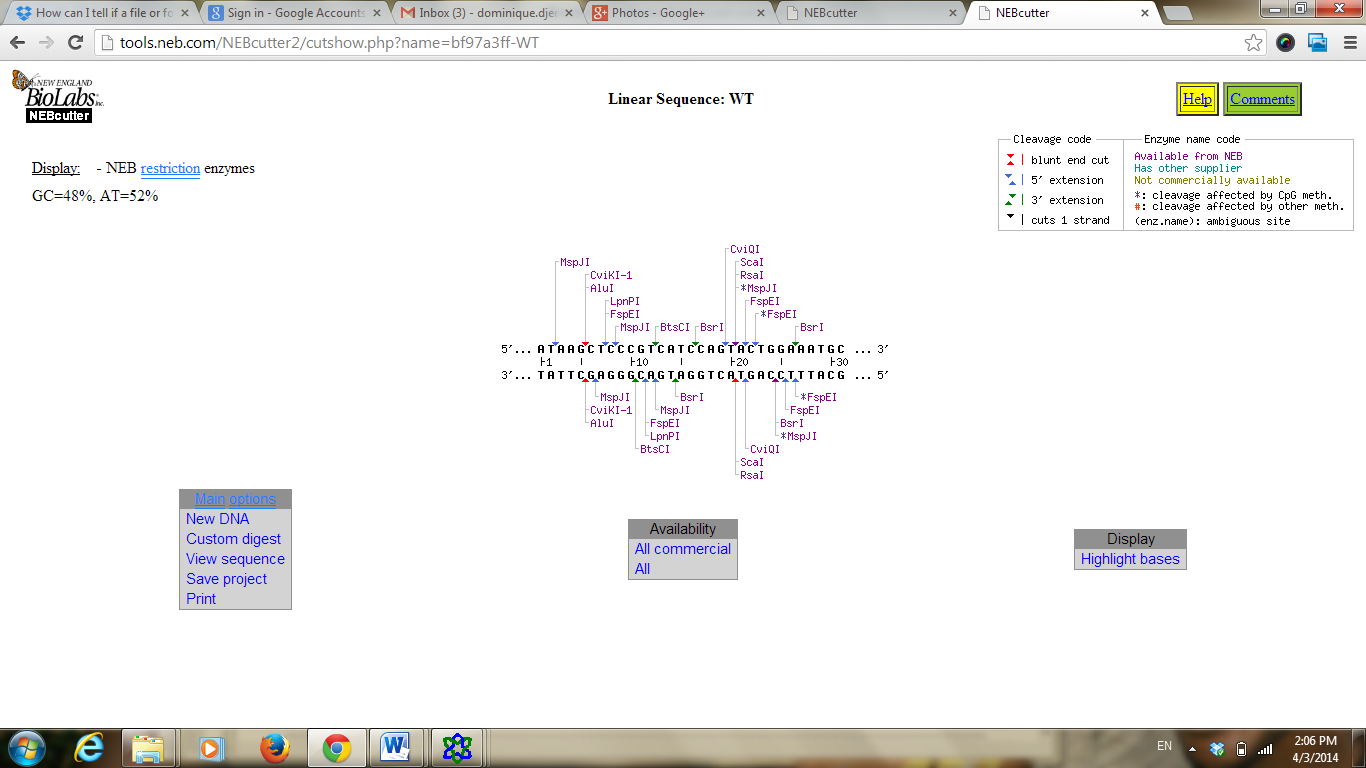 How can I tell if a file or fo
Sign in - Google Accounts
Inbox (3) - dominique.djer
Photos - Google+
NEBcutter
NEBcutter
tools.neb.com/NEBcutter2/cutshow.php?name=bf97a3ff-WT
NEW ENGLAND
BioLabs Inc.
NEBcutter
Linear Sequence: WT
Help
Comments
Display: - NEB restriction enzymes
GC=48%, AT=52%
Cleavage code
blunt end cut
5' extension
3' extension
cuts 1 strand
Enzyme name code
Available from NEB
Has other supplier
Not commercially available
*: cleavage affected by CpG meth.
#: cleavage affected by other meth.
(enz.name): ambiguous site
CviQI
MspJI ScaI
CviKI-1 RsaI
AluI *MspJI
LpnPI FspEI
FspEI *FspEI
MspJI BtsCI BsrI BsrI
5'... ATAAGCTCCCGTCATCCAGTACTGGAAATGC ... 3'
1 10 20 30
3'... TATTCGAGGGCAGTAGGTCATGACCTTTACG ... 5'
MspJI BsrI *FspEI
CviKI-1 MspJI FspEI
AluI FspEI BsrI
LpnPI *MspJI
BtsCI CviQI
ScaI
RsaI
Main options
New DNA
Custom digest
View sequence
Save project
Print
Availability
All commercial
All
Display
Highlight bases
EN
2:06 PM
4/3/2014